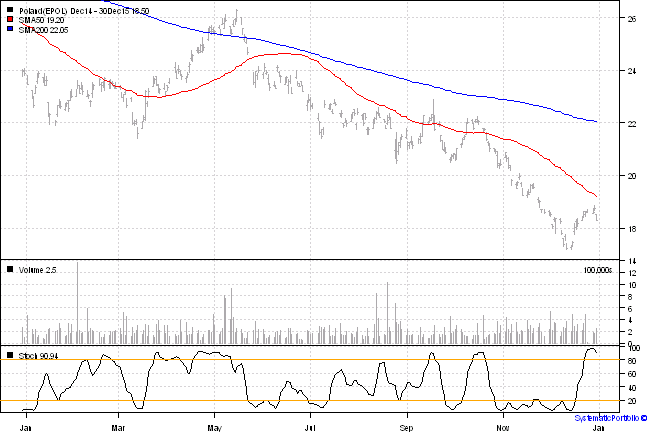 Poland(EPOL) Dec14 - 30Dec15 18.50
SMA50 19.20
SMA200 22.05
26
24
22
20
18
14
Volume 2.5
100,000s
12
10
8
6
4
2
0
Stoch 90.94
100
80
60
40
20
Jan
Mar
May
Jul
Sep
Nov
Jan
SystematicPortfolio ©